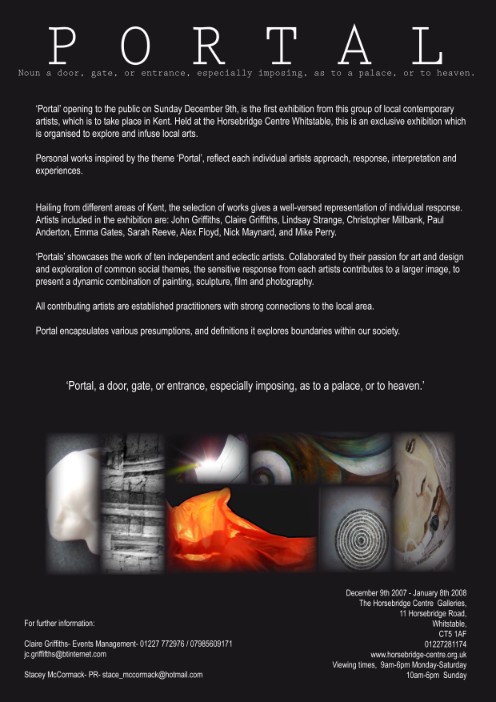 PORTAL
Noun a door, gate, or entrance, especially imposing, as to a palace, or to heaven.
'Portal' opening to the public on Sunday December 9th, is the first exhibition from this group of local contemporary
artists, which is to take place in Kent. Held at the Horsebridge Centre Whitstable, this is an exclusive exhibition which
is organised to explore and infuse local arts.
Personal works inspired by the theme 'Portal', reflect each individual artists approach, response, interpretation and
experiences.
Hailing from different areas of Kent, the selection of works gives a well-versed representation of individual response.
Artists included in the exhibition are: John Griffiths, Claire Griffiths, Lindsay Strange, Christopher Millbank, Paul
Anderton, Emma Gates, Sarah Reeve, Alex Floyd, Nick Maynard, and Mike Perry.
'Portals' showcases the work of ten independent and eclectic artists. Collaborated by their passion for art and design
and exploration of common social themes, the sensitive response from each artists contributes to a larger image, to
present a dynamic combination of painting, sculpture, film and photography.
All contributing artists are established practitioners with strong connections to the local area.
Portal encapsulates various presumptions, and definitions it explores boundaries within our society.
'Portal, a door, gate, or entrance, especially imposing, as to a palace, or to heaven.'
December 9th 2007 - January 8th 2008
The Horsebridge Centre Galleries,
11 Horsebridge Road,
Whitstable,
CT5 1AF
01227281174
www.horsebridge-centre.org.uk
Viewing times, 9am-6pm Monday-Saturday
10am-6pm Sunday
For further information:
Claire Griffiths- Events Management- 01227 772976 / 07985609171
jc.griffifths@btinternet.com
Stacey McCormack- PR- stace_mccormack@hotmail.com